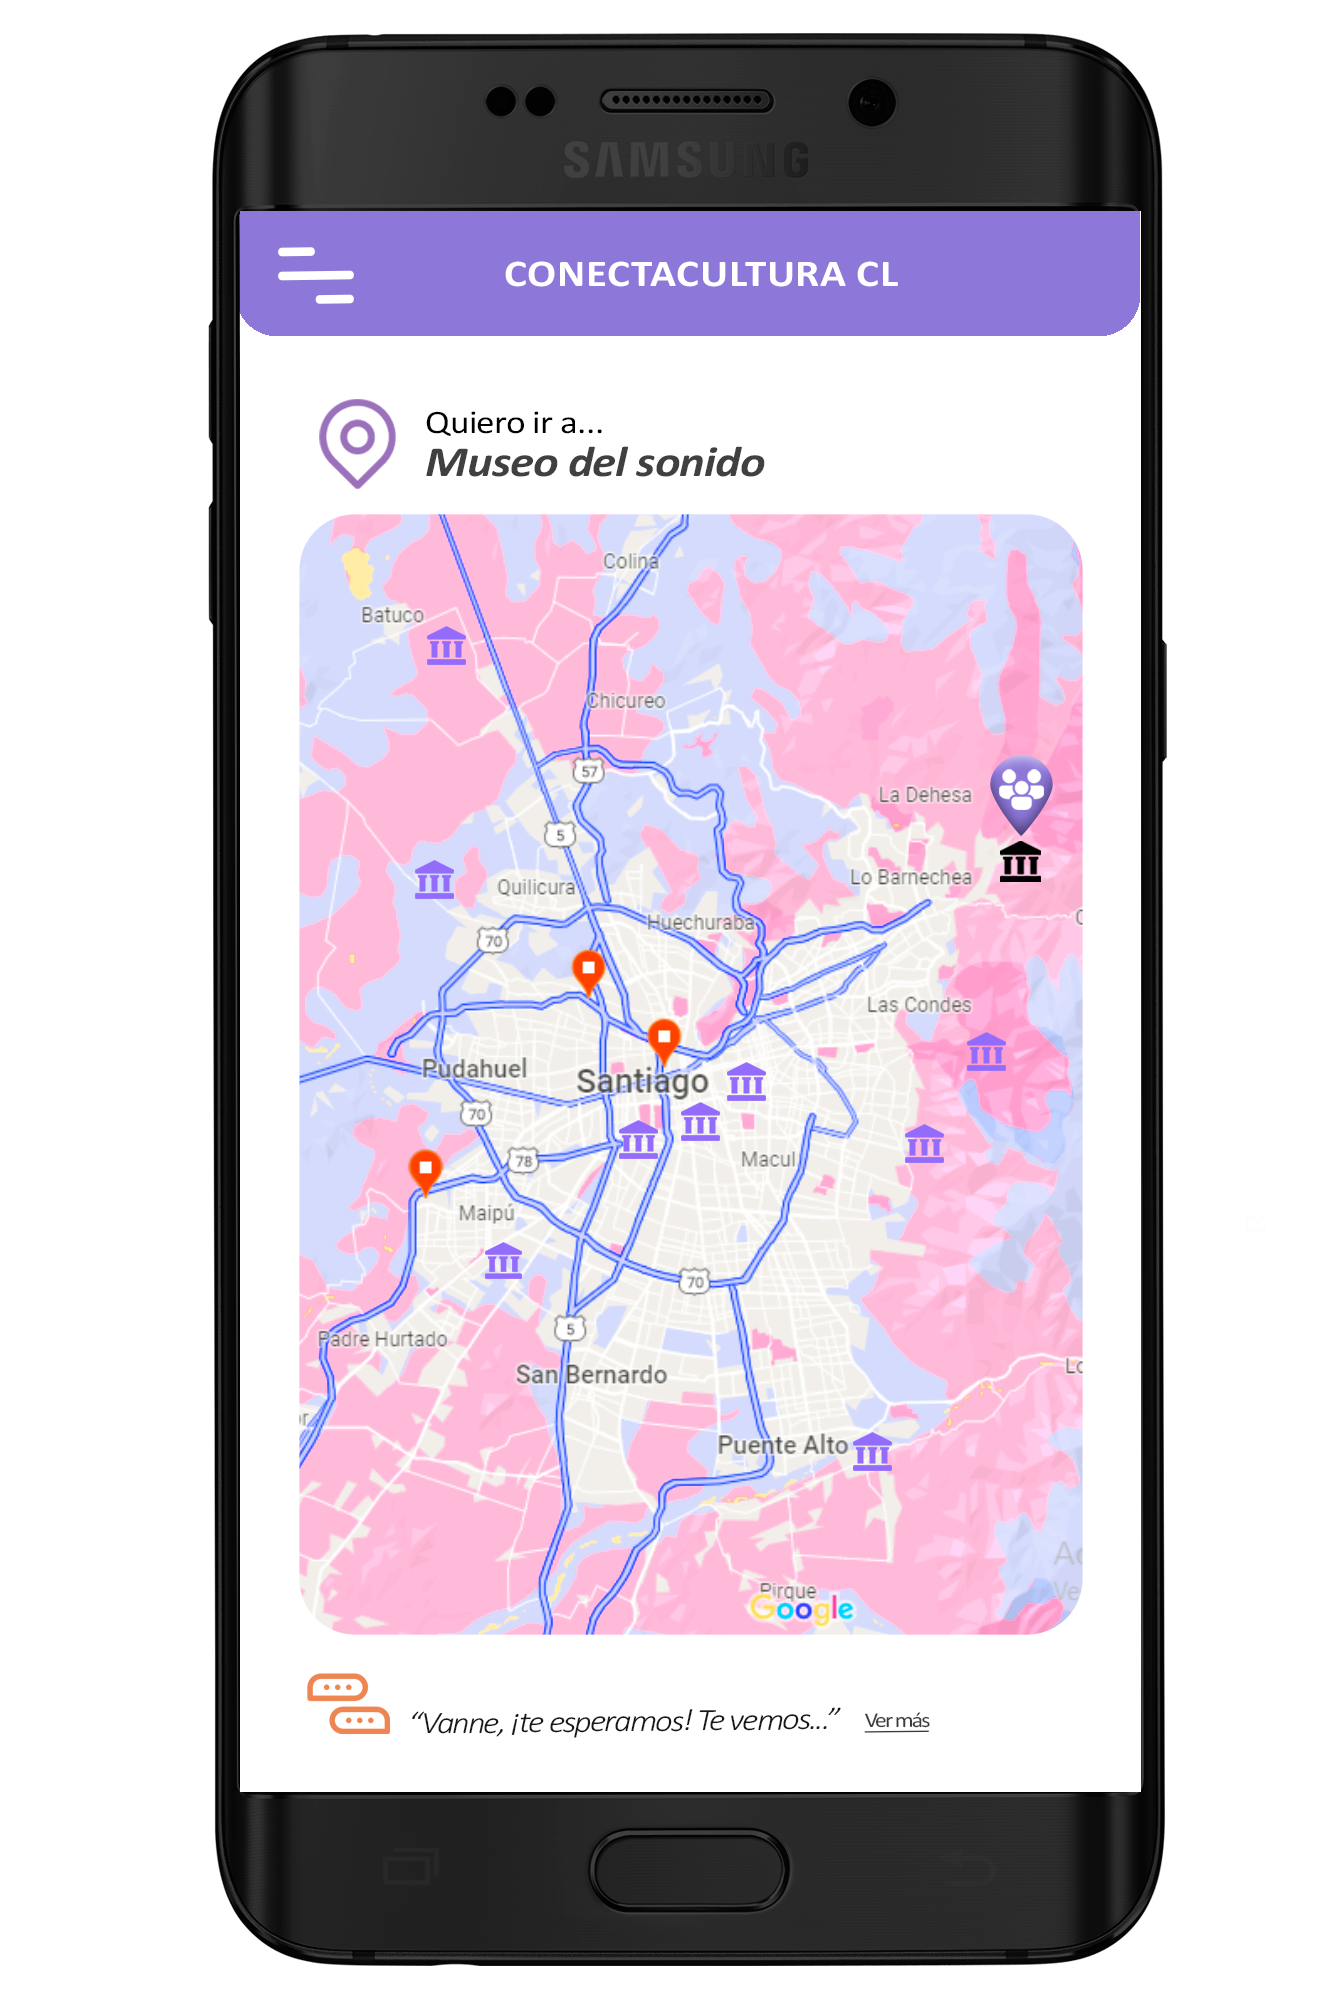 SAMSUNG
CONECTACULTURA CL
Quiero ir a...
Museo del sonido
Colina
Batuco
Chicureo
57
La Dehesa
5
Lo Barnechea
Quilicura
Huechuraba
70
Las Condes
Pudahuel
Santiago
70
78
Macul
Maipú
70
5
Padre Hurtado
San Bernardo
Puente Alto
Pirque
Google
“Vanne, ¡te esperamos! Te vemos...” Ver más